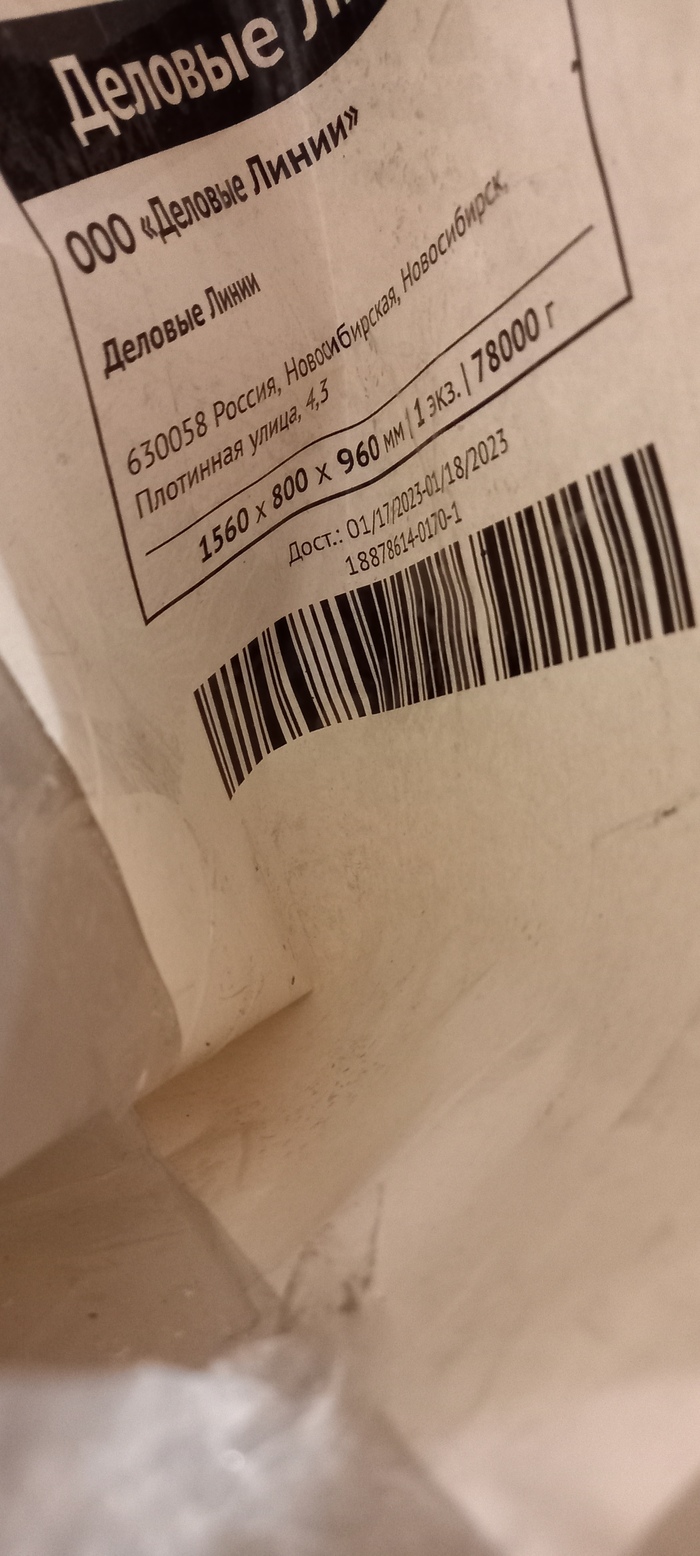 Деловые
ООО «Деловые Линии»
Деловые Линии
630058 Россия, Новосибирская, Новосибирск,
Плотинная улица, 4,3
1560 x 800 x 960 мм | 1 экз. | 78000 г
Дост.: 01/17/2023-01/18/2023
18878614-0170-1